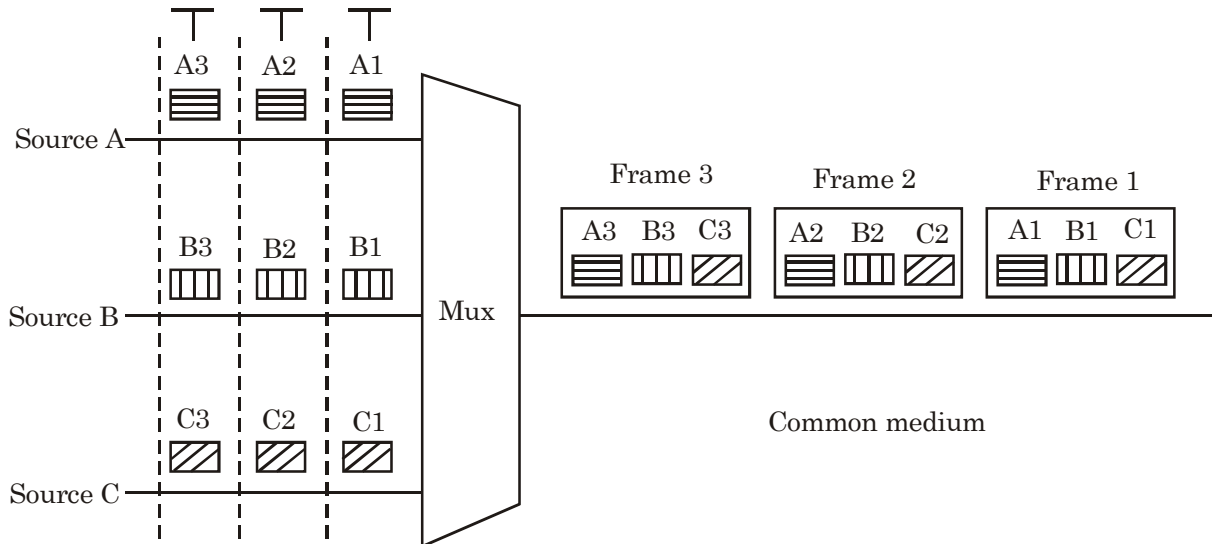 A3 A2 A1
Source A
Frame 3 Frame 2 Frame 1
A3 B3 C3 A2 B2 C2 A1 B1 C1
B3 B2 B1
Source B
Mux
C3 C2 C1
Common medium
Source C